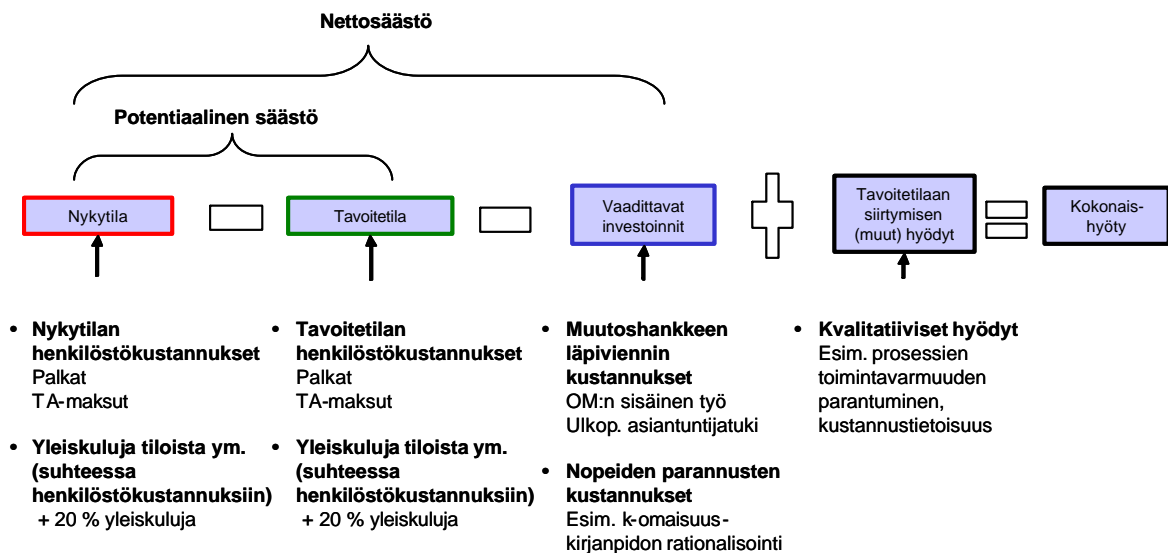 Nettosäästö
Potentiaalinen säästö
Nykytila
Tavoitetila
Vaadittavat
investoinnit
Tavoitetilaan
siirtymisen
(muut) hyödyt
Kokonais-
hyöty
• Nykytilan
henkilöstökustannukset
Palkat
TA-maksut
• Yleiskuluja tiloista ym.
(suhteessa
henkilöstökustannuksiin)
+ 20 % yleiskuluja
• Tavoitetilan
henkilöstökustannukset
Palkat
TA-maksut
• Yleiskuluja tiloista ym.
(suhteessa
henkilöstökustannuksiin)
+ 20 % yleiskuluja
• Muutoshankkeen
läpiviennin
kustannukset
OM:n sisäinen työ
Ulkop. asiantuntijatuki
• Nopeiden parannusten
kustannukset
Esim. k-omaisuus-
kirjanpidon rationalisointi
• Kvalitatiiviset hyödyt
Esim. prosessien
toimintavarmuuden
parantuminen,
kustannustietoisuus